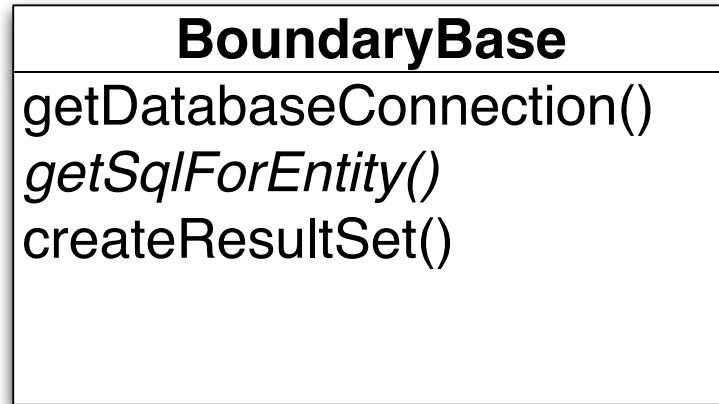 BoundaryBase
getDatabaseConnection()
getSqlForEntity()
createResultSet()